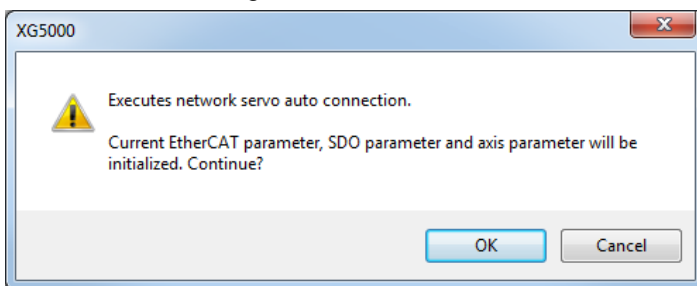 XG5000
Executes network servo auto connection.
Current EtherCAT parameter, SDO parameter and axis parameter will be
initialized. Continue?
OK
Cancel